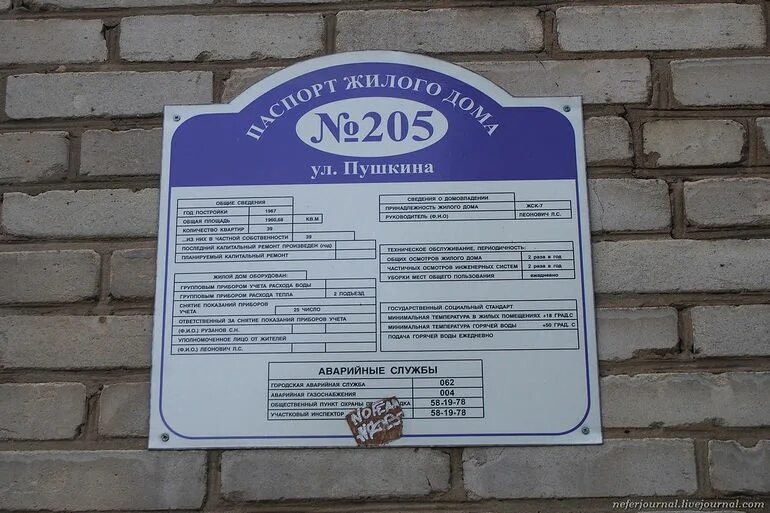 ПАСПОРТ ЖИЛОГО ДОМА
№205
ул. Пушкина
ОБЩИЕ СВЕДЕНИЯ
ГОД ПОСТРОЙКИ 1967
ОБЩАЯ ПЛОЩАДЬ 1960,68 КВ.М
КОЛИЧЕСТВО КВАРТИР 39
...ИЗ НИХ В ЧАСТНОЙ СОБСТВЕННОСТИ 39
ПОСЛЕДНИЙ КАПИТАЛЬНЫЙ РЕМОНТ ПРОИЗВЕДЕН (год)
ПЛАНИРУЕМЫЙ КАПИТАЛЬНЫЙ РЕМОНТ
ЖИЛОЙ ДОМ ОБОРУДОВАН:
ГРУППОВЫМ ПРИБОРОМ УЧЕТА РАСХОДА ВОДЫ
ГРУППОВЫМ ПРИБОРОМ УЧЕТА РАСХОДА ТЕПЛА 2 ПОДЪЕЗД
СНЯТИЕ ПОКАЗАНИЙ ПРИБОРОВ
УЧЕТА 25 ЧИСЛО
ОТВЕТСТВЕННЫЙ ЗА СНЯТИЕ ПОКАЗАНИЙ ПРИБОРОВ УЧЕТА
(Ф.И.О.) РУЗАНОВ С.Н.
УПОЛНОМОЧЕННОЕ ЛИЦО ОТ ЖИТЕЛЕЙ
(Ф.И.О.) ЛЕОНОВИЧ Л.С.
СВЕДЕНИЯ О ДОМОВЛАДЕНИИ
ПРИНАДЛЕЖНОСТЬ ЖИЛОГО ДОМА ЖСК-7
РУКОВОДИТЕЛЬ (Ф.И.О) ЛЕОНОВИЧ Л.С.
ТЕХНИЧЕСКОЕ ОБСЛУЖИВАНИЕ, ПЕРИОДИЧНОСТЬ:
ОБЩИХ ОСМОТРОВ ЖИЛОГО ДОМА 2 раза в год
ЧАСТИЧНЫХ ОСМОТРОВ ИНЖЕНЕРНЫХ СИСТЕМ 2 раза в год
УБОРКИ МЕСТ ОБЩЕГО ПОЛЬЗОВАНИЯ ежедневно
ГОСУДАРСТВЕННЫЙ СОЦИАЛЬНЫЙ СТАНДАРТ
МИНИМАЛЬНАЯ ТЕМПЕРАТУРА В ЖИЛЫХ ПОМЕЩЕНИЯХ +18 ГРАД.С
МИНИМАЛЬНАЯ ТЕМПЕРАТУРА ГОРЯЧЕЙ ВОДЫ +50 ГРАД. С
ПОДАЧА ГОРЯЧЕЙ ВОДЫ ЕЖЕДНЕВНО
АВАРИЙНЫЕ СЛУЖБЫ
ГОРОДСКАЯ АВАРИЙНАЯ СЛУЖБА 062
АВАРИЙНАЯ ГАЗОСНАБЖЕНИЯ 004
ОБЩЕСТВЕННЫЙ ПУНКТ ОХРАНЫ 58-19-78
УЧАСТКОВЫЙ ИНСПЕКТОР 58-19-78
neferjournal.livejournal.com